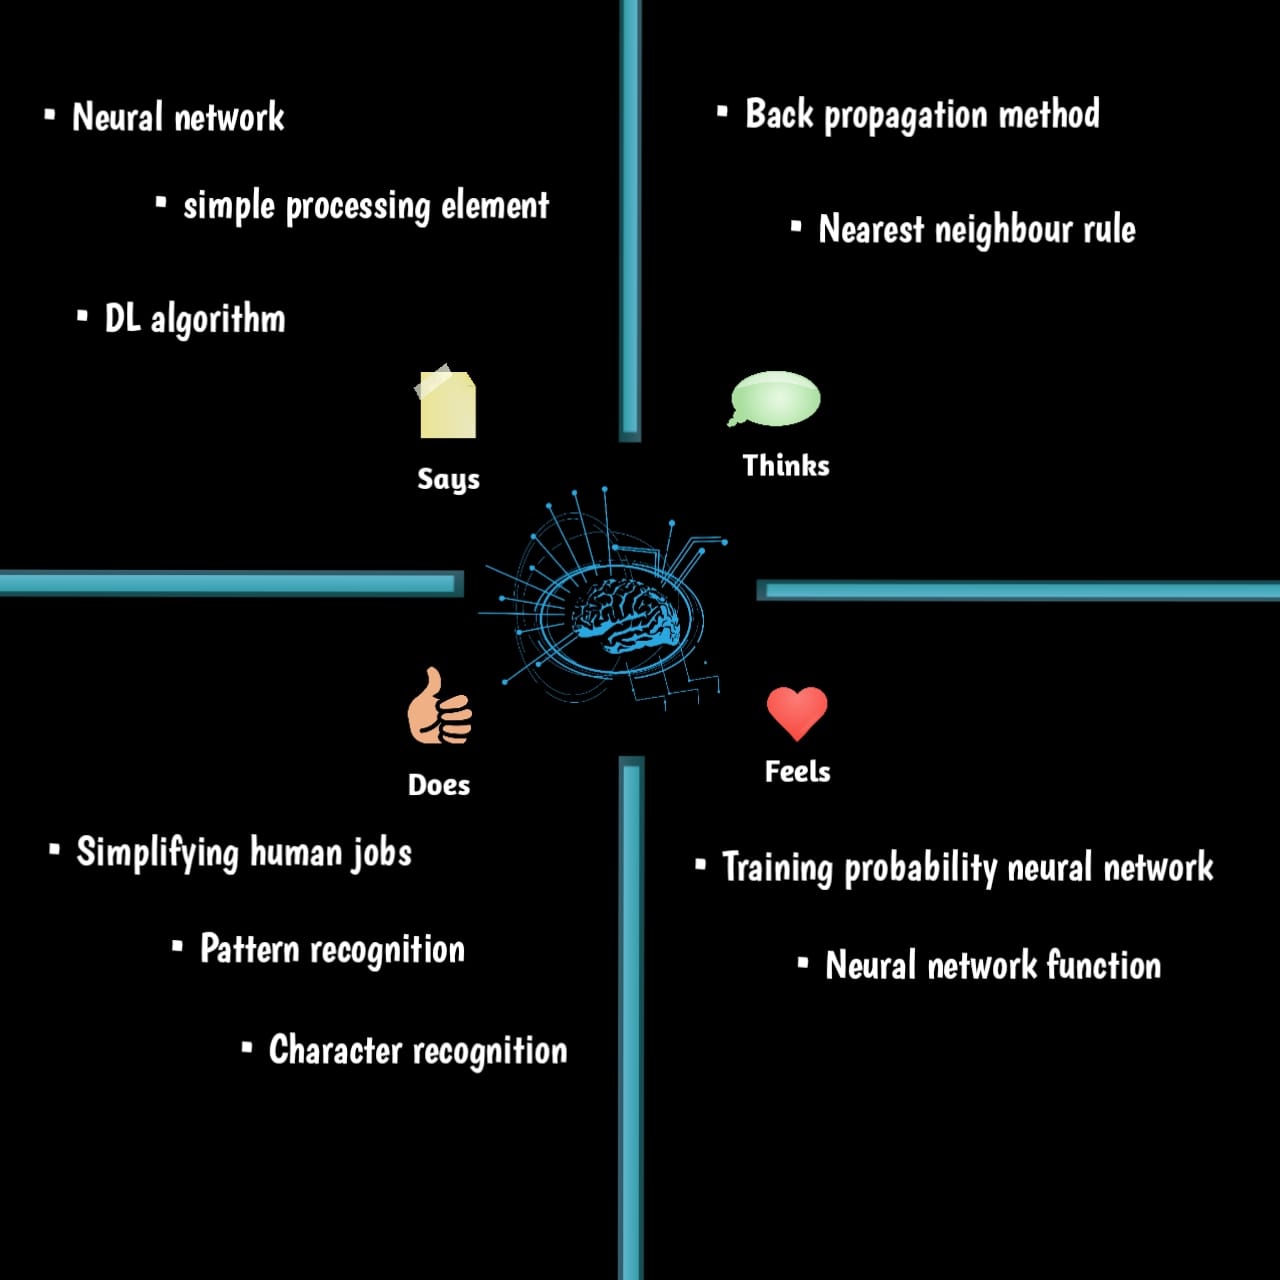 ▪ Neural network
▪ simple processing element
▪ DL algorithm
Says
▪ Back propagation method
▪ Nearest neighbour rule
Thinks
Does
▪ Simplifying human jobs
▪ Pattern recognition
▪ Character recognition
Feels
▪ Training probability neural network
▪ Neural network function